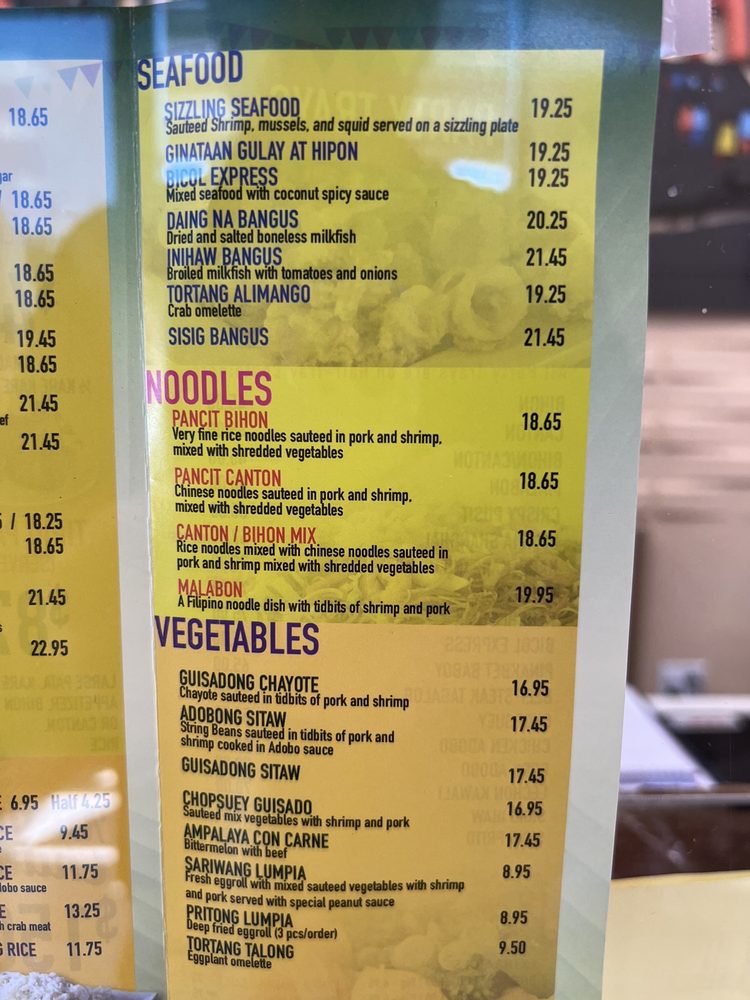 18.65
gar
/ 18.65
18.65
18.65
18.65
19.45
18.65
21.45
ef
21.45
/ 18.25
18.65
21.45
22.95
6.95 Half 4.25
CE 9.45
CE 11.75
dobo sauce
E 13.25
h crab meat
G RICE 11.75
SEAFOOD
SIZZLING SEAFOOD 19.25
Sauteed Shrimp, mussels, and squid served on a sizzling plate
GINATAAN GULAY AT HIPON 19.25
BICOL EXPRESS 19.25
Mixed seafood with coconut spicy sauce
DAING NA BANGUS 20.25
Dried and salted boneless milkfish
INIHAW BANGUS 21.45
Broiled milkfish with tomatoes and onions
TORTANG ALIMANGO 19.25
Crab omelette
SISIG BANGUS 21.45
NOODLES
PANCIT BIHON 18.65
Very fine rice noodles sauteed in pork and shrimp,
mixed with shredded vegetables
PANCIT CANTON 18.65
Chinese noodles sauteed in pork and shrimp,
mixed with shredded vegetables
CANTON / BIHON MIX 18.65
Rice noodles mixed with chinese noodles sauteed in
pork and shrimp mixed with shredded vegetables
MALABON 19.95
A Filipino noodle dish with tidbits of shrimp and pork
VEGETABLES
GUISADONG CHAYOTE 16.95
Chayote sauteed in tidbits of pork and shrimp
ADOBONG SITAW 17.45
String Beans sauteed in tidbits of pork and
shrimp cooked in Adobo sauce
GUISADONG SITAW 17.45
CHOPSUEY GUISADO 16.95
Sauteed mix vegetables with shrimp and pork
AMPALAYA CON CARNE 17.45
Bittermelon with beef
SARIWANG LUMPIA 8.95
Fresh eggroll with mixed sauteed vegetables with shrimp
and pork served with special peanut sauce
PRITONG LUMPIA 8.95
Deep fried eggroll (3 pcs/order)
TORTANG TALONG 9.50
Eggplant omelette